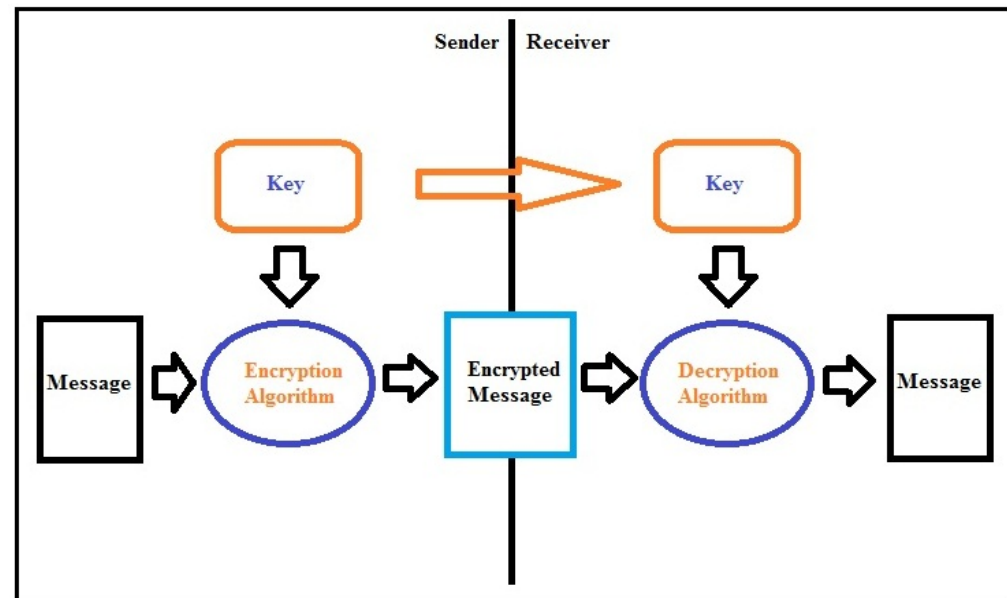 Sender
Receiver
Key
Key
Message
Encryption
Algorithm
Encrypted
Message
Decryption
Algorithm
Message